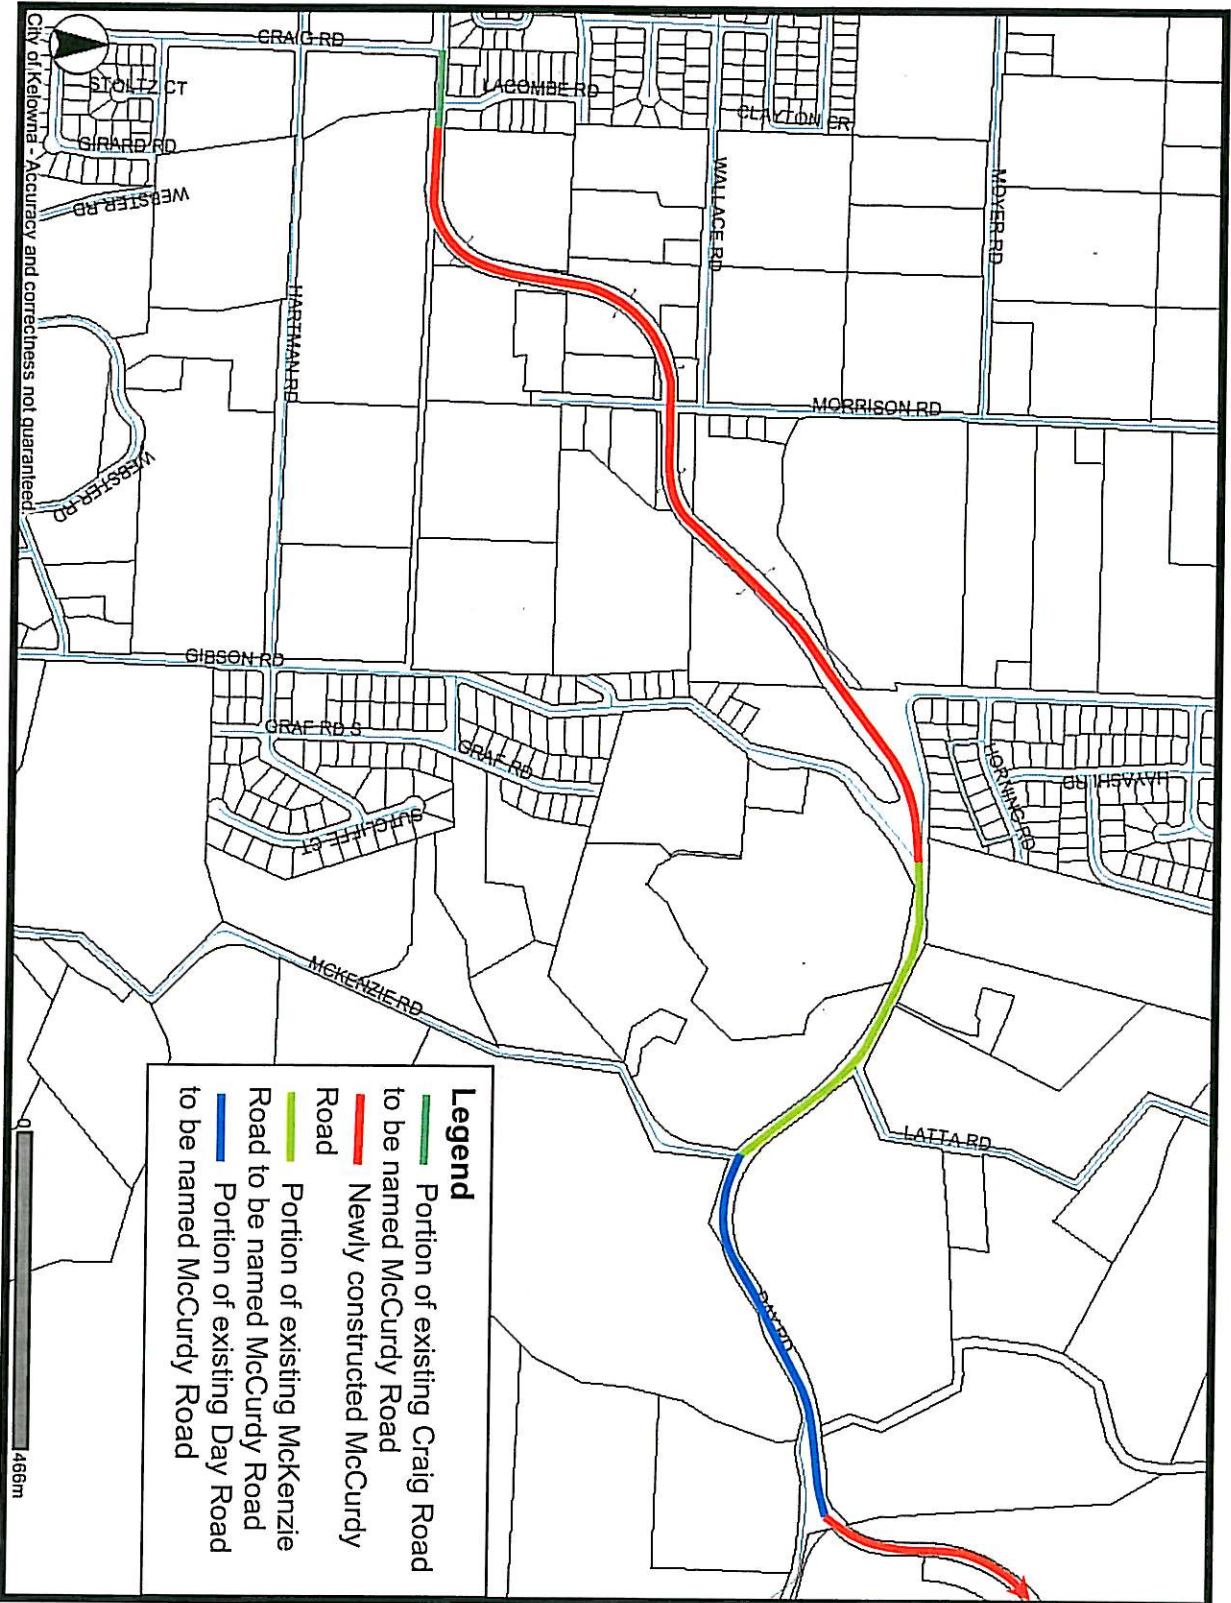 CRAIG RD
STOLTZ CT
LACOMBE RD
CLAYTON CR
GIRARD RD
WEBSTER RD
WALLACE RD
MOYER RD
HARTMAN RD
MORRISON RD
WEBSTER RD
GIBSON RD
GRAF RD S
GRAF RD
SUTCLIFFE CT
HORNING RD
HAYASHI RD
MCKENZIE RD
LATTA RD
DAY RD
Legend
Portion of existing Craig Road
to be named McCurdy Road
Newly constructed McCurdy
Road
Portion of existing McKenzie
Road to be named McCurdy Road
Portion of existing Day Road
to be named McCurdy Road
0
466m
City of Kelowna - Accuracy and correctness not guaranteed.